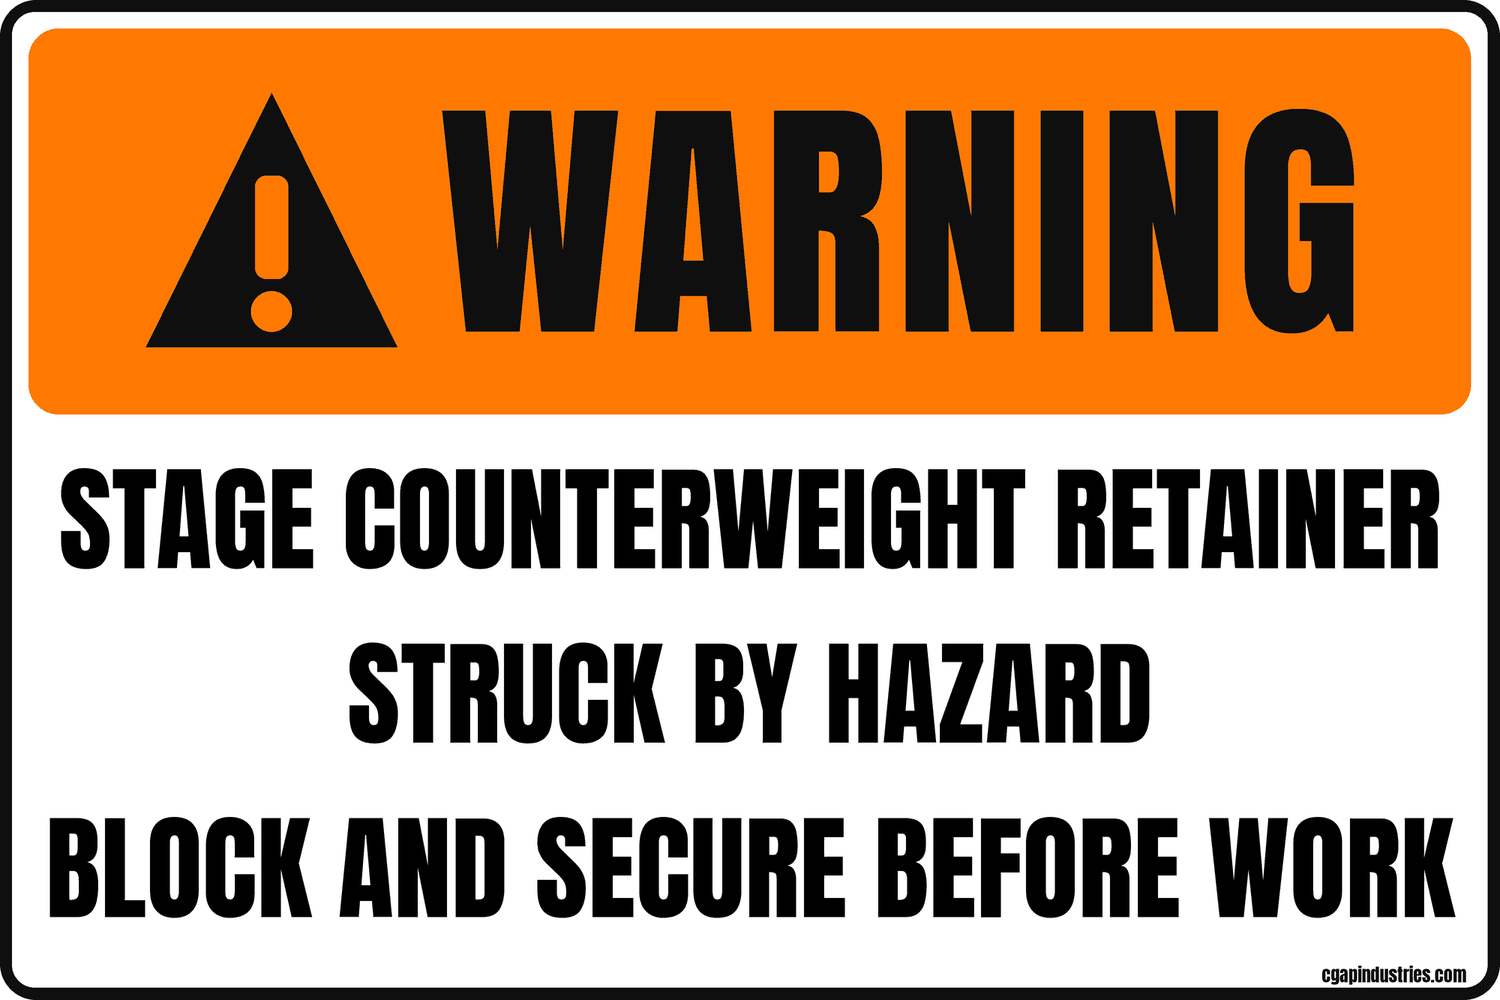 WARNING
STAGE COUNTERWEIGHT RETAINER
STRUCK BY HAZARD
BLOCK AND SECURE BEFORE WORK
cgapindustries.com